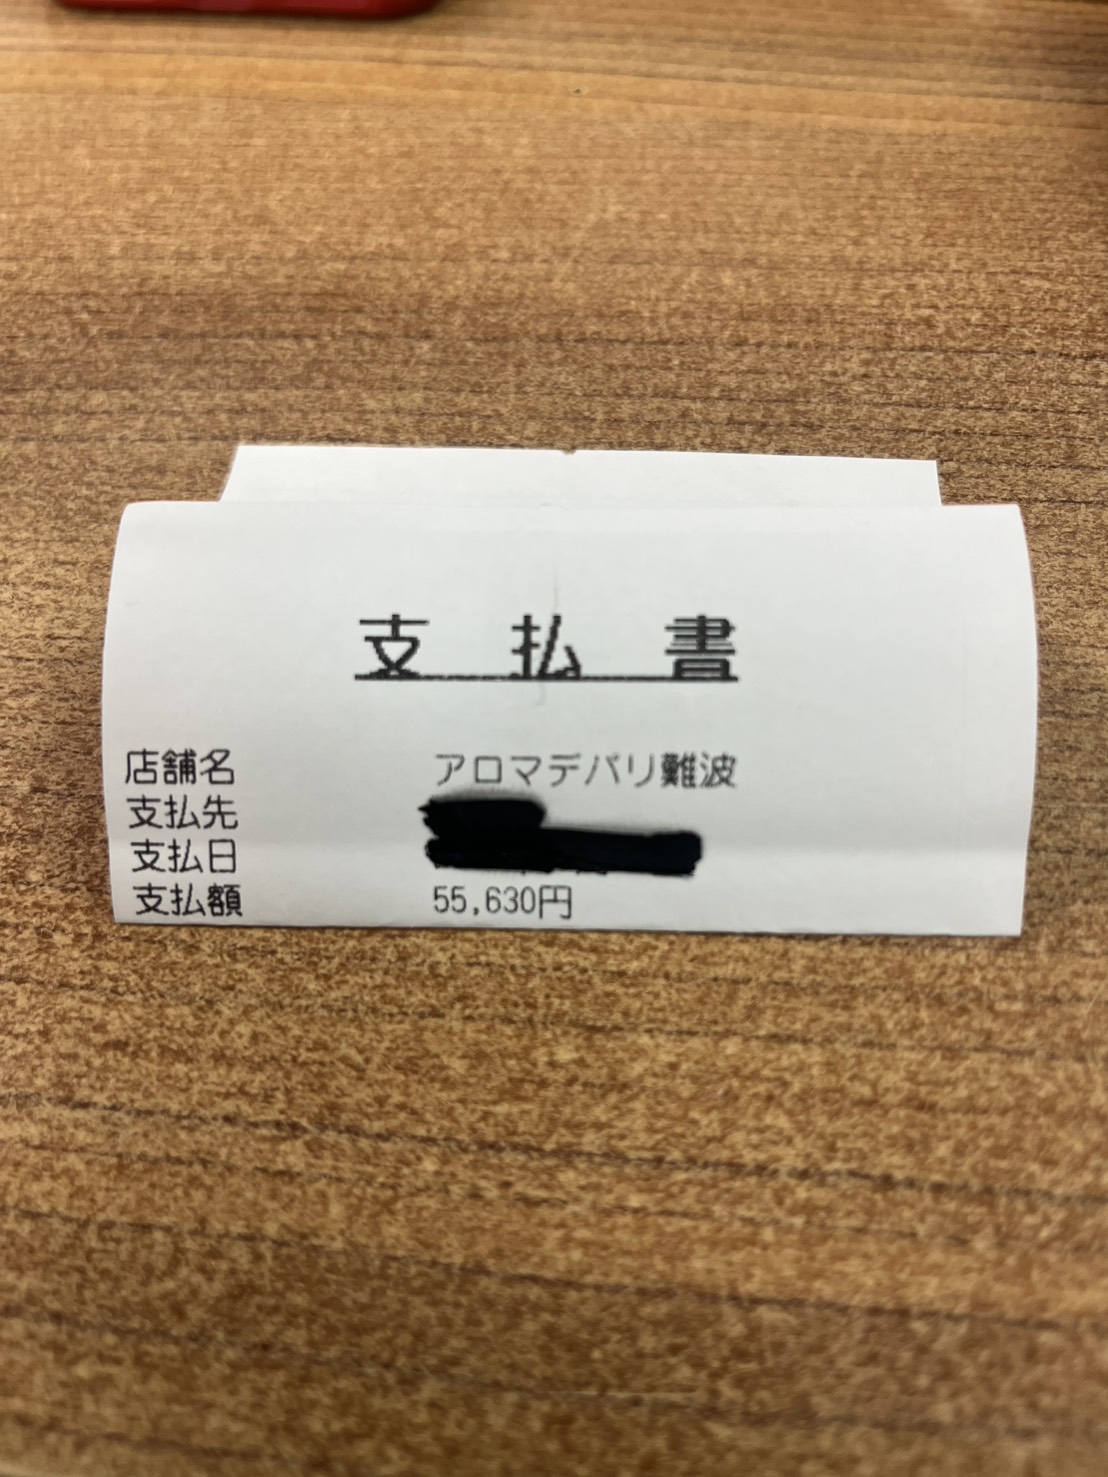 支払書
店舗名 アロマデパリ難波
支払先
支払日
支払額 55,630円